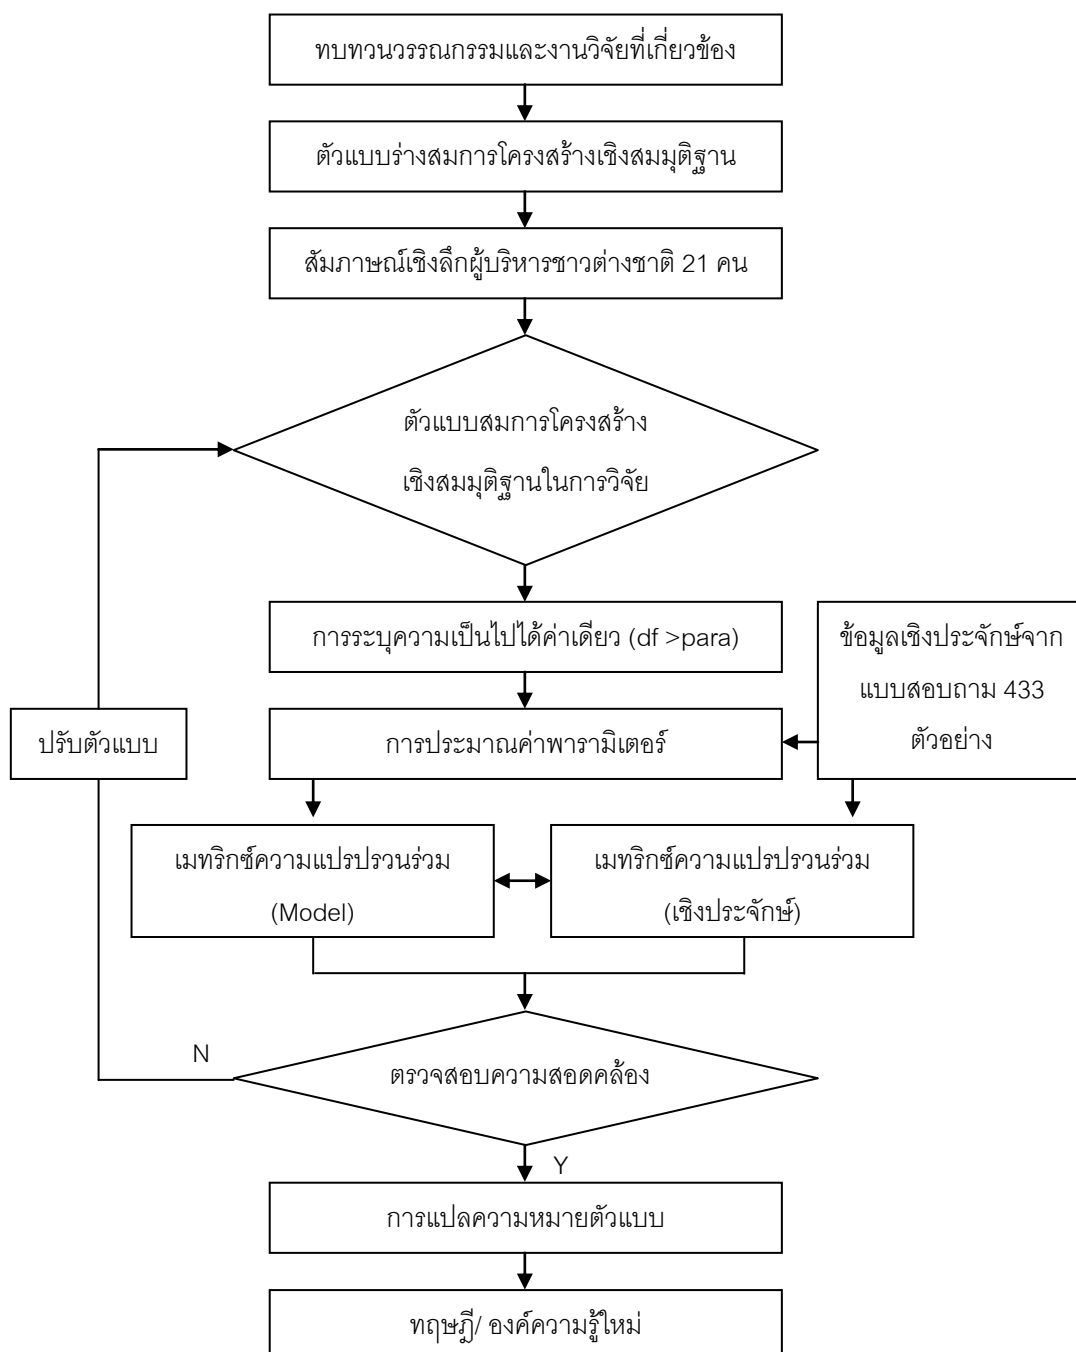 ทบทวนวรรณกรรมและงานวิจัยที่เกี่ยวข้อง
ตัวแบบร่างสมการโครงสร้างเชิงสมมุติฐาน
สัมภาษณ์เชิงลึกผู้บริหารชาวต่างชาติ 21 คน
ตัวแบบสมการโครงสร้าง
เชิงสมมุติฐานในการวิจัย
การระบุความเป็นไปได้ค่าเดียว (df >para)
ข้อมูลเชิงประจักษ์จาก
แบบสอบถาม 433
ตัวอย่าง
ปรับตัวแบบ
การประมาณค่าพารามิเตอร์
เมทริกซ์ความแปรปรวนร่วม
(Model)
เมทริกซ์ความแปรปรวนร่วม
(เชิงประจักษ์)
N
ตรวจสอบความสอดคล้อง
Y
การแปลความหมายตัวแบบ
ทฤษฎี/ องค์ความรู้ใหม่